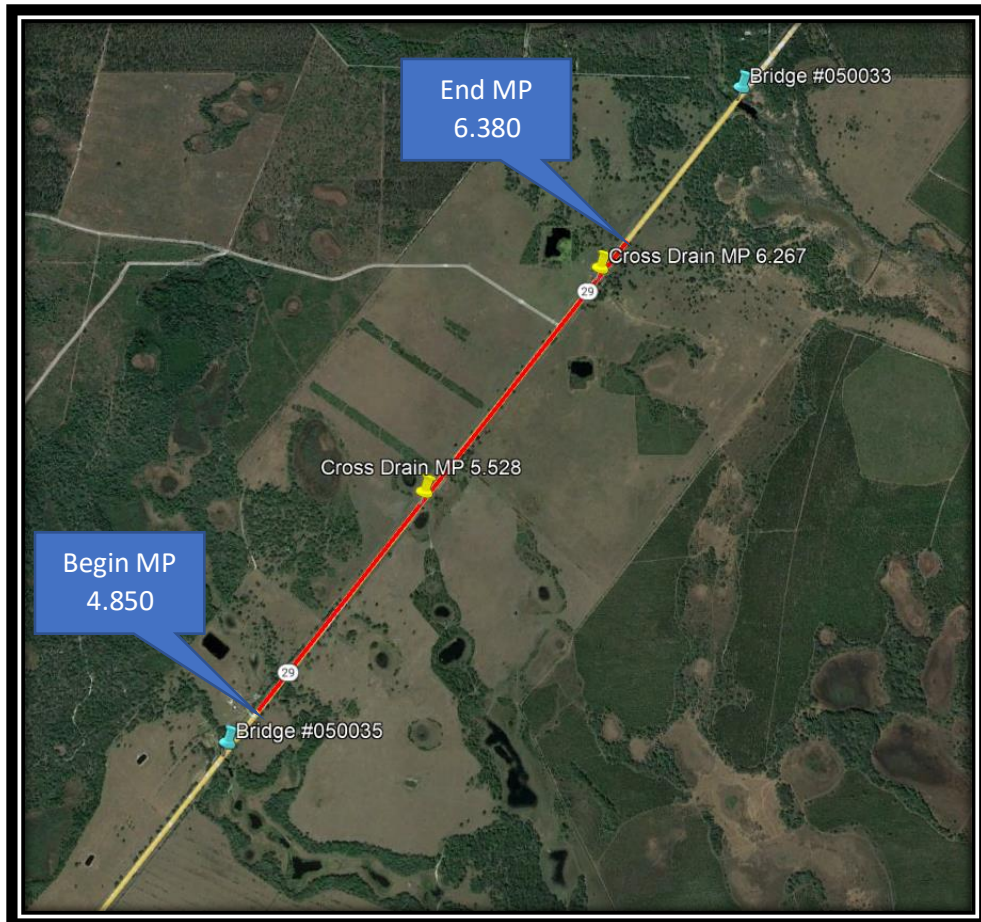 Bridge #050033
End MP
6.380
Cross Drain MP 6.267
29
Cross Drain MP 5.528
Begin MP
4.850
29
Bridge #050035